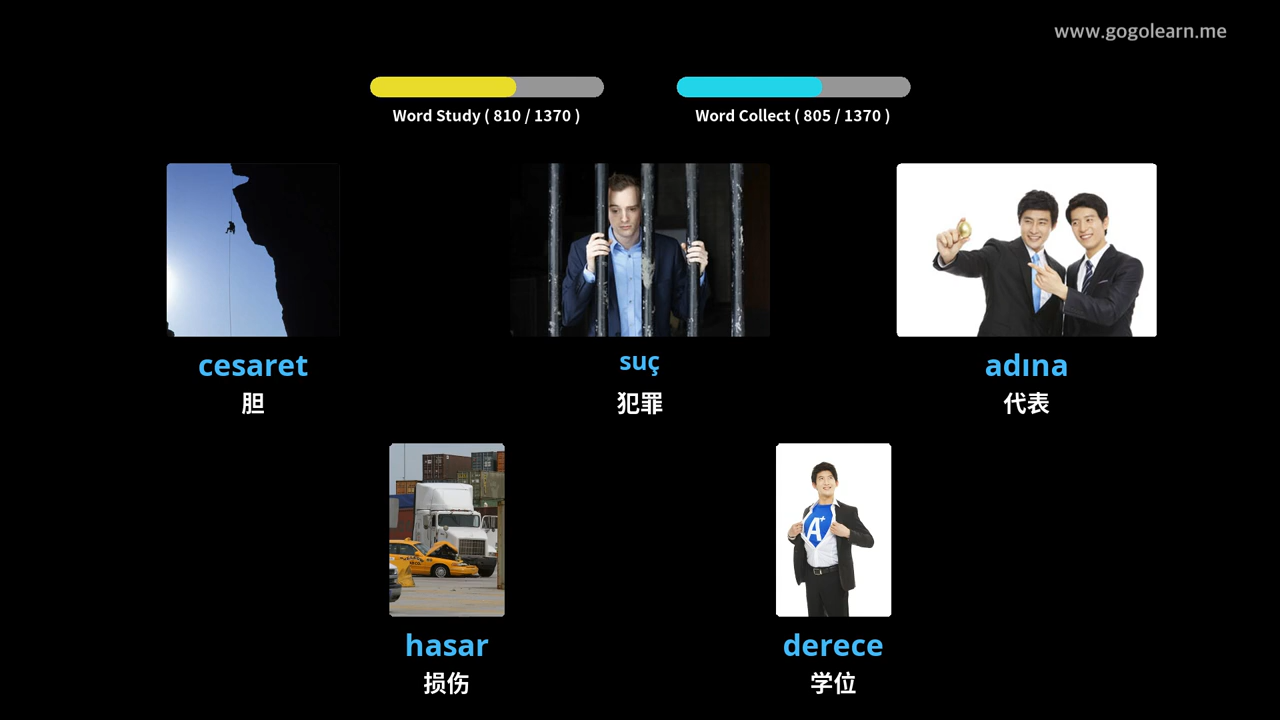 www.gogolearn.me
Word Study ( 810 / 1370 )
Word Collect ( 805 / 1370 )
cesaret
胆
suç
犯罪
adına
代表
A+
hasar
损伤
derece
学位